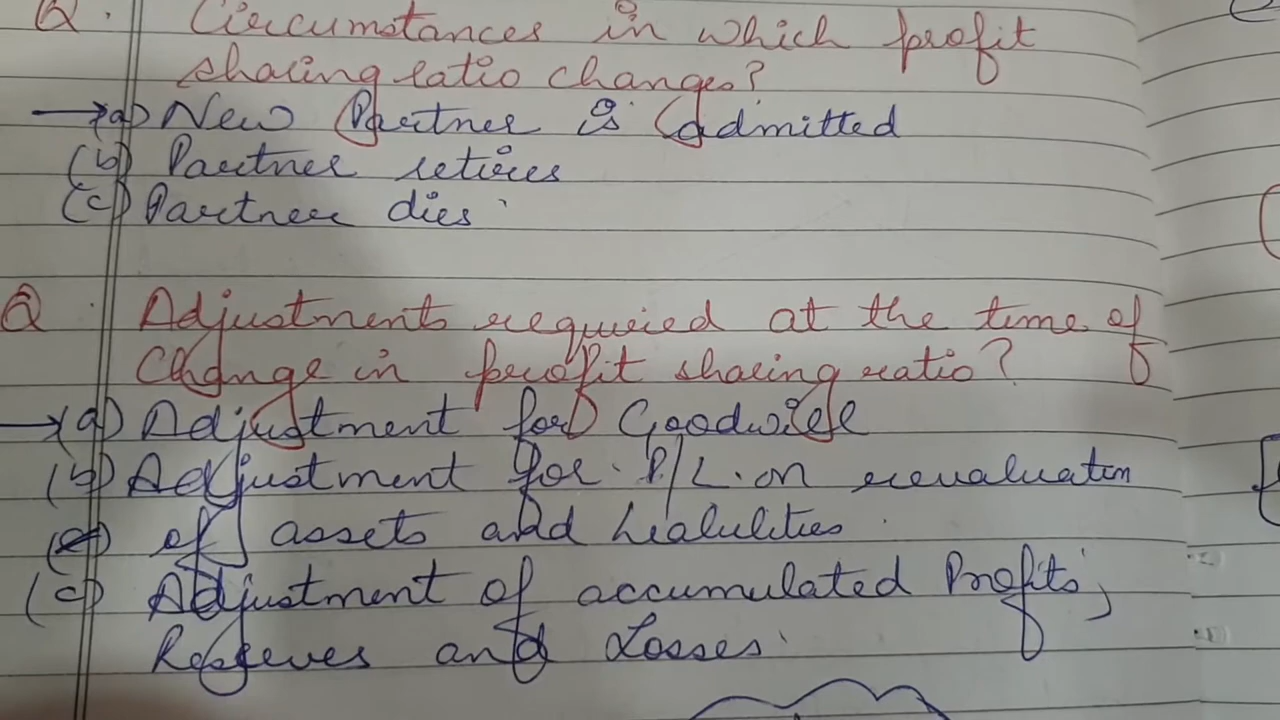 Q. Circumstances in which profit
sharing ratio changes?
→(a) New Partner is admitted
(b) Partner retires
(c) Partner dies.
Q. Adjustments required at the time of
Change in profit sharing ratio?
→(a) Adjustment for Goodwill
(b) Adjustment for P/L on revaluation
of assets and liabilities.
(c) Adjustment of accumulated Profits,
Reserves and Losses.